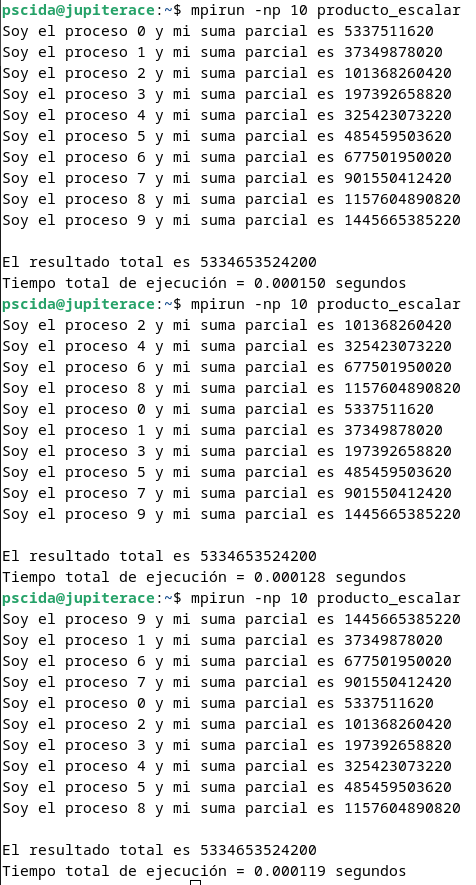 pscida@jupiterace:~$ mpirun -np 10 producto_escalar
Soy el proceso 0 y mi suma parcial es 5337511620
Soy el proceso 1 y mi suma parcial es 37349878020
Soy el proceso 2 y mi suma parcial es 101368260420
Soy el proceso 3 y mi suma parcial es 197392658820
Soy el proceso 4 y mi suma parcial es 325423073220
Soy el proceso 5 y mi suma parcial es 485459503620
Soy el proceso 6 y mi suma parcial es 677501950020
Soy el proceso 7 y mi suma parcial es 901550412420
Soy el proceso 8 y mi suma parcial es 1157604890820
Soy el proceso 9 y mi suma parcial es 1445665385220

El resultado total es 5334653524200
Tiempo total de ejecución = 0.000150 segundos
pscida@jupiterace:~$ mpirun -np 10 producto_escalar
Soy el proceso 2 y mi suma parcial es 101368260420
Soy el proceso 4 y mi suma parcial es 325423073220
Soy el proceso 6 y mi suma parcial es 677501950020
Soy el proceso 8 y mi suma parcial es 1157604890820
Soy el proceso 0 y mi suma parcial es 5337511620
Soy el proceso 1 y mi suma parcial es 37349878020
Soy el proceso 3 y mi suma parcial es 197392658820
Soy el proceso 5 y mi suma parcial es 485459503620
Soy el proceso 7 y mi suma parcial es 901550412420
Soy el proceso 9 y mi suma parcial es 1445665385220

El resultado total es 5334653524200
Tiempo total de ejecución = 0.000128 segundos
pscida@jupiterace:~$ mpirun -np 10 producto_escalar
Soy el proceso 9 y mi suma parcial es 1445665385220
Soy el proceso 1 y mi suma parcial es 37349878020
Soy el proceso 6 y mi suma parcial es 677501950020
Soy el proceso 7 y mi suma parcial es 901550412420
Soy el proceso 0 y mi suma parcial es 5337511620
Soy el proceso 2 y mi suma parcial es 101368260420
Soy el proceso 3 y mi suma parcial es 197392658820
Soy el proceso 4 y mi suma parcial es 325423073220
Soy el proceso 5 y mi suma parcial es 485459503620
Soy el proceso 8 y mi suma parcial es 1157604890820

El resultado total es 5334653524200
Tiempo total de ejecución = 0.000119 segundos